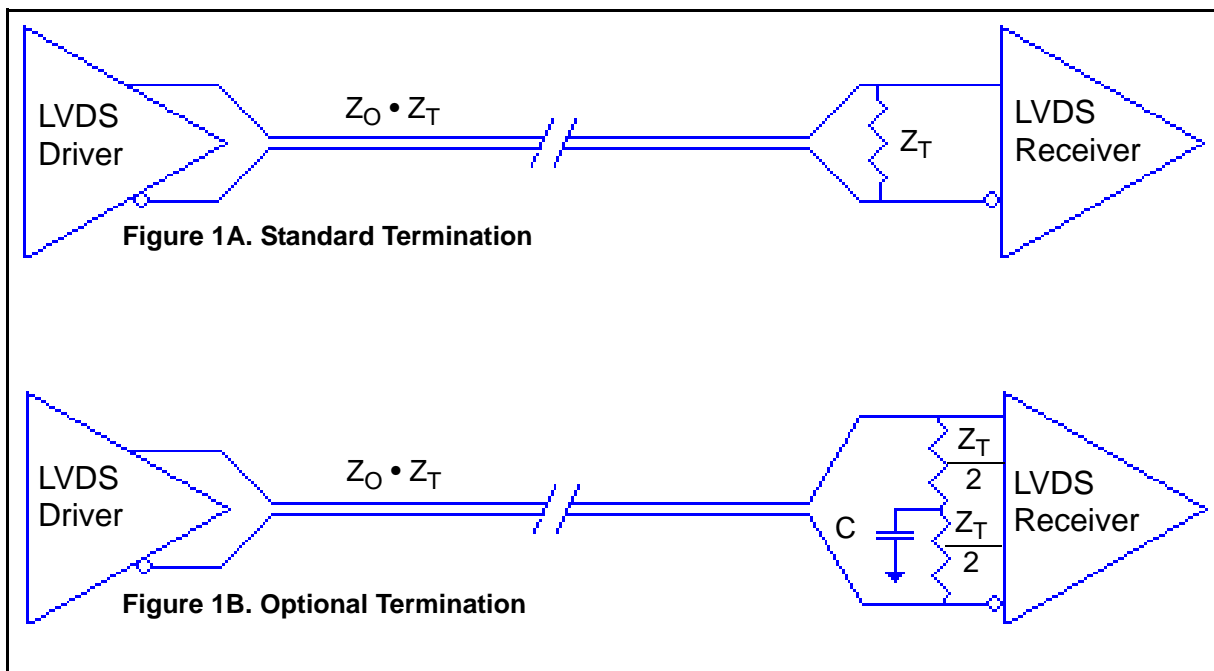 LVDS
Driver
Z_O • Z_T
Z_T
LVDS
Receiver
Figure 1A. Standard Termination
LVDS
Driver
Z_O • Z_T
C
Z_T
2
Z_T
2
LVDS
Receiver
Figure 1B. Optional Termination